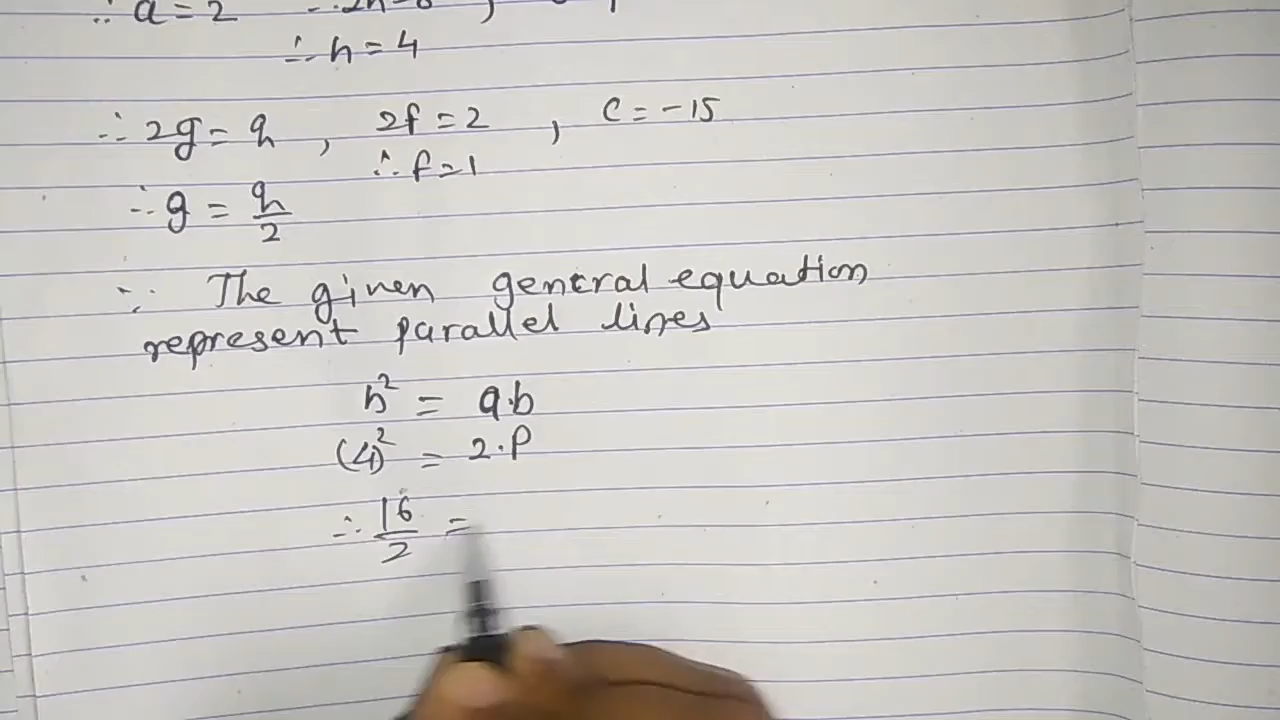 ∴ a = 2
∴ h = 4
∴ 2g = q , 2f = 2 , c = -15
∴ f = 1
∴ g = q/2
∵ The given general equation
represent parallel lines
h² = a.b
(4)² = 2.p
∴ 16/2 =